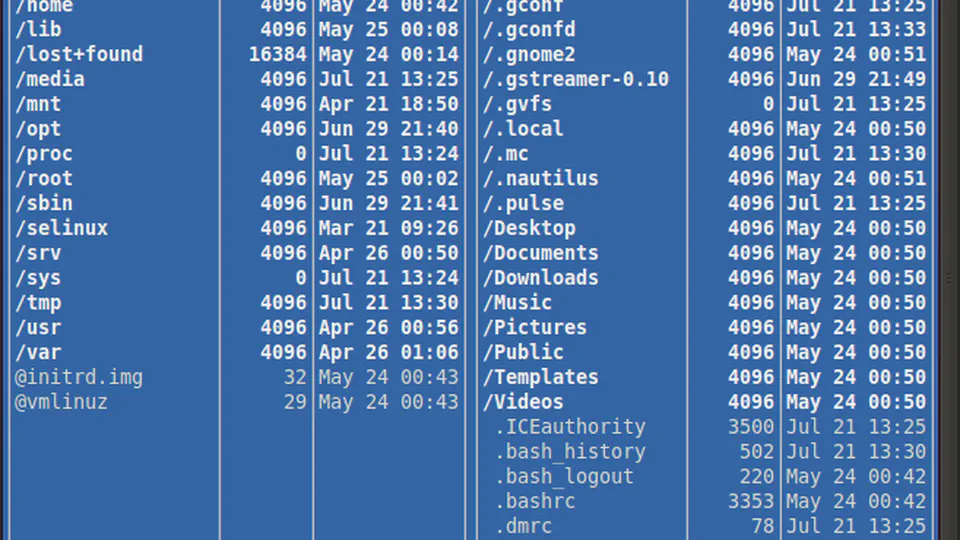 /home 4096 May 24 00:42
/lib 4096 May 25 00:08
/lost+found 16384 May 24 00:14
/media 4096 Jul 21 13:25
/mnt 4096 Apr 21 18:50
/opt 4096 Jun 29 21:40
/proc 0 Jul 21 13:24
/root 4096 May 25 00:02
/sbin 4096 Jun 29 21:41
/selinux 4096 Mar 21 09:26
/srv 4096 Apr 26 00:50
/sys 0 Jul 21 13:24
/tmp 4096 Jul 21 13:30
/usr 4096 Apr 26 00:56
/var 4096 Apr 26 01:06
@initrd.img 32 May 24 00:43
@vmlinuz 29 May 24 00:43
/.gconf 4096 Jul 21 13:25
/.gconfd 4096 Jul 21 13:33
/.gnome2 4096 May 24 00:51
/.gstreamer-0.10 4096 Jun 29 21:49
/.gvfs 0 Jul 21 13:25
/.local 4096 May 24 00:50
/.mc 4096 Jul 21 13:30
/.nautilus 4096 May 24 00:51
/.pulse 4096 Jul 21 13:25
/Desktop 4096 May 24 00:50
/Documents 4096 May 24 00:50
/Downloads 4096 May 24 00:50
/Music 4096 May 24 00:50
/Pictures 4096 May 24 00:50
/Public 4096 May 24 00:50
/Templates 4096 May 24 00:50
/Videos 4096 May 24 00:50
.ICEauthority 3500 Jul 21 13:25
.bash_history 502 Jul 21 13:30
.bash_logout 220 May 24 00:42
.bashrc 3353 May 24 00:42
.dmrc 78 Jul 21 13:25